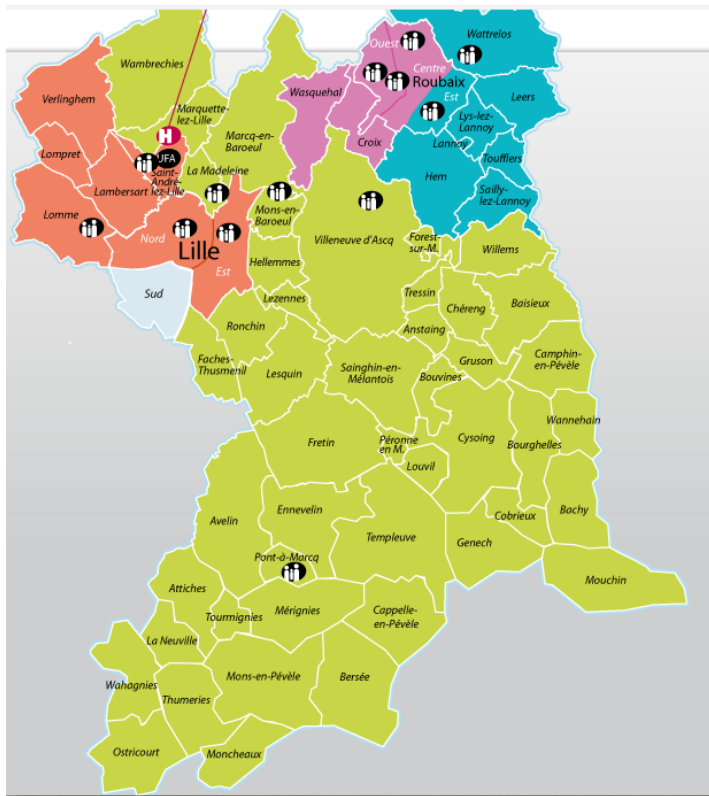 Ouest
Wattrelos
Wambrechies
Centre
Roubaix
Verlinghem
Wasquehal
Est
Leers
Marquette-
lez-Lille
Lys-lez-
Lannoy
Marcq-en-
Baroeul
H
Croix
Lannoy
Lompret
UFA
Toufflers
Saint-
André-
lez-Lille
La Madeleine
Hem
Lambersart
Sailly-
lez-Lannoy
Lomme
Mons-en-
Baroeul
Nord
Villeneuve d'Ascq
Forest-
sur-M.
Willems
Lille
Hellemmes
Est
Sud
Lezennes
Tressin
Baisieux
Chéreng
Ronchin
Anstaing
Faches-
Thusmenil
Lesquin
Sainghin-en-
Mélantois
Gruson
Camphin-
en-Pévèle
Bouvines
Wannehain
Fretin
Péronne
en M.
Cysoing
Bourghelles
Louvil
Avelin
Ennevelin
Cobrieux
Bachy
Templeuve
Genech
Pont-à-Marcq
Mouchin
Attiches
Tourmignies
Mérignies
Cappelle-
en-Pévèle
La Neuville
Wahagnies
Thumeries
Mons-en-Pévèle
Bersée
Ostricourt
Moncheaux